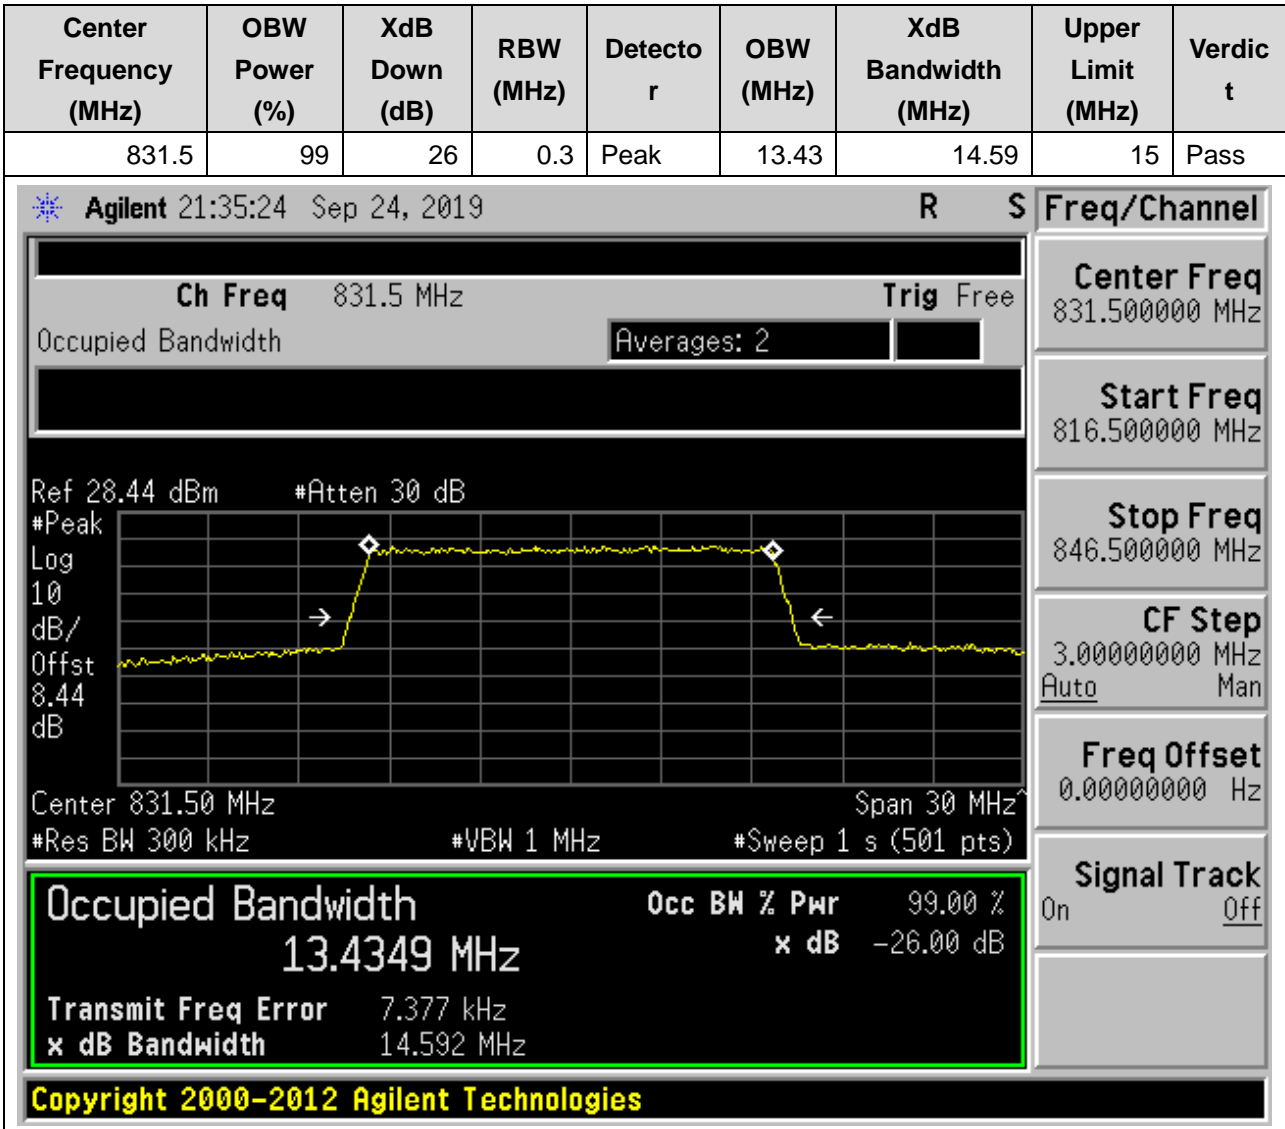 Center Frequency (MHz) OBW Power (%) XdB Down (dB) RBW (MHz) Detecto r OBW (MHz) XdB Bandwidth (MHz) Upper Limit (MHz) Verdic t
831.5 99 26 0.3 Peak 13.43 14.59 15 Pass
Agilent 21:35:24 Sep 24, 2019 R S Freq/Channel
Ch Freq 831.5 MHz Trig Free
Occupied Bandwidth Averages: 2
Center Freq
831.500000 MHz
Start Freq
816.500000 MHz
Stop Freq
846.500000 MHz
CF Step
3.00000000 MHz
Auto Man
Freq Offset
0.00000000 Hz
Signal Track
On Off
Ref 28.44 dBm #Atten 30 dB
#Peak
Log
10
dB/
Offst
8.44
dB
Center 831.50 MHz Span 30 MHz^
#Res BW 300 kHz #VBW 1 MHz #Sweep 1 s (501 pts)
Occupied Bandwidth Occ BW % Pwr 99.00 %
13.4349 MHz x dB -26.00 dB
Transmit Freq Error 7.377 kHz
x dB Bandwidth 14.592 MHz
Copyright 2000-2012 Agilent Technologies